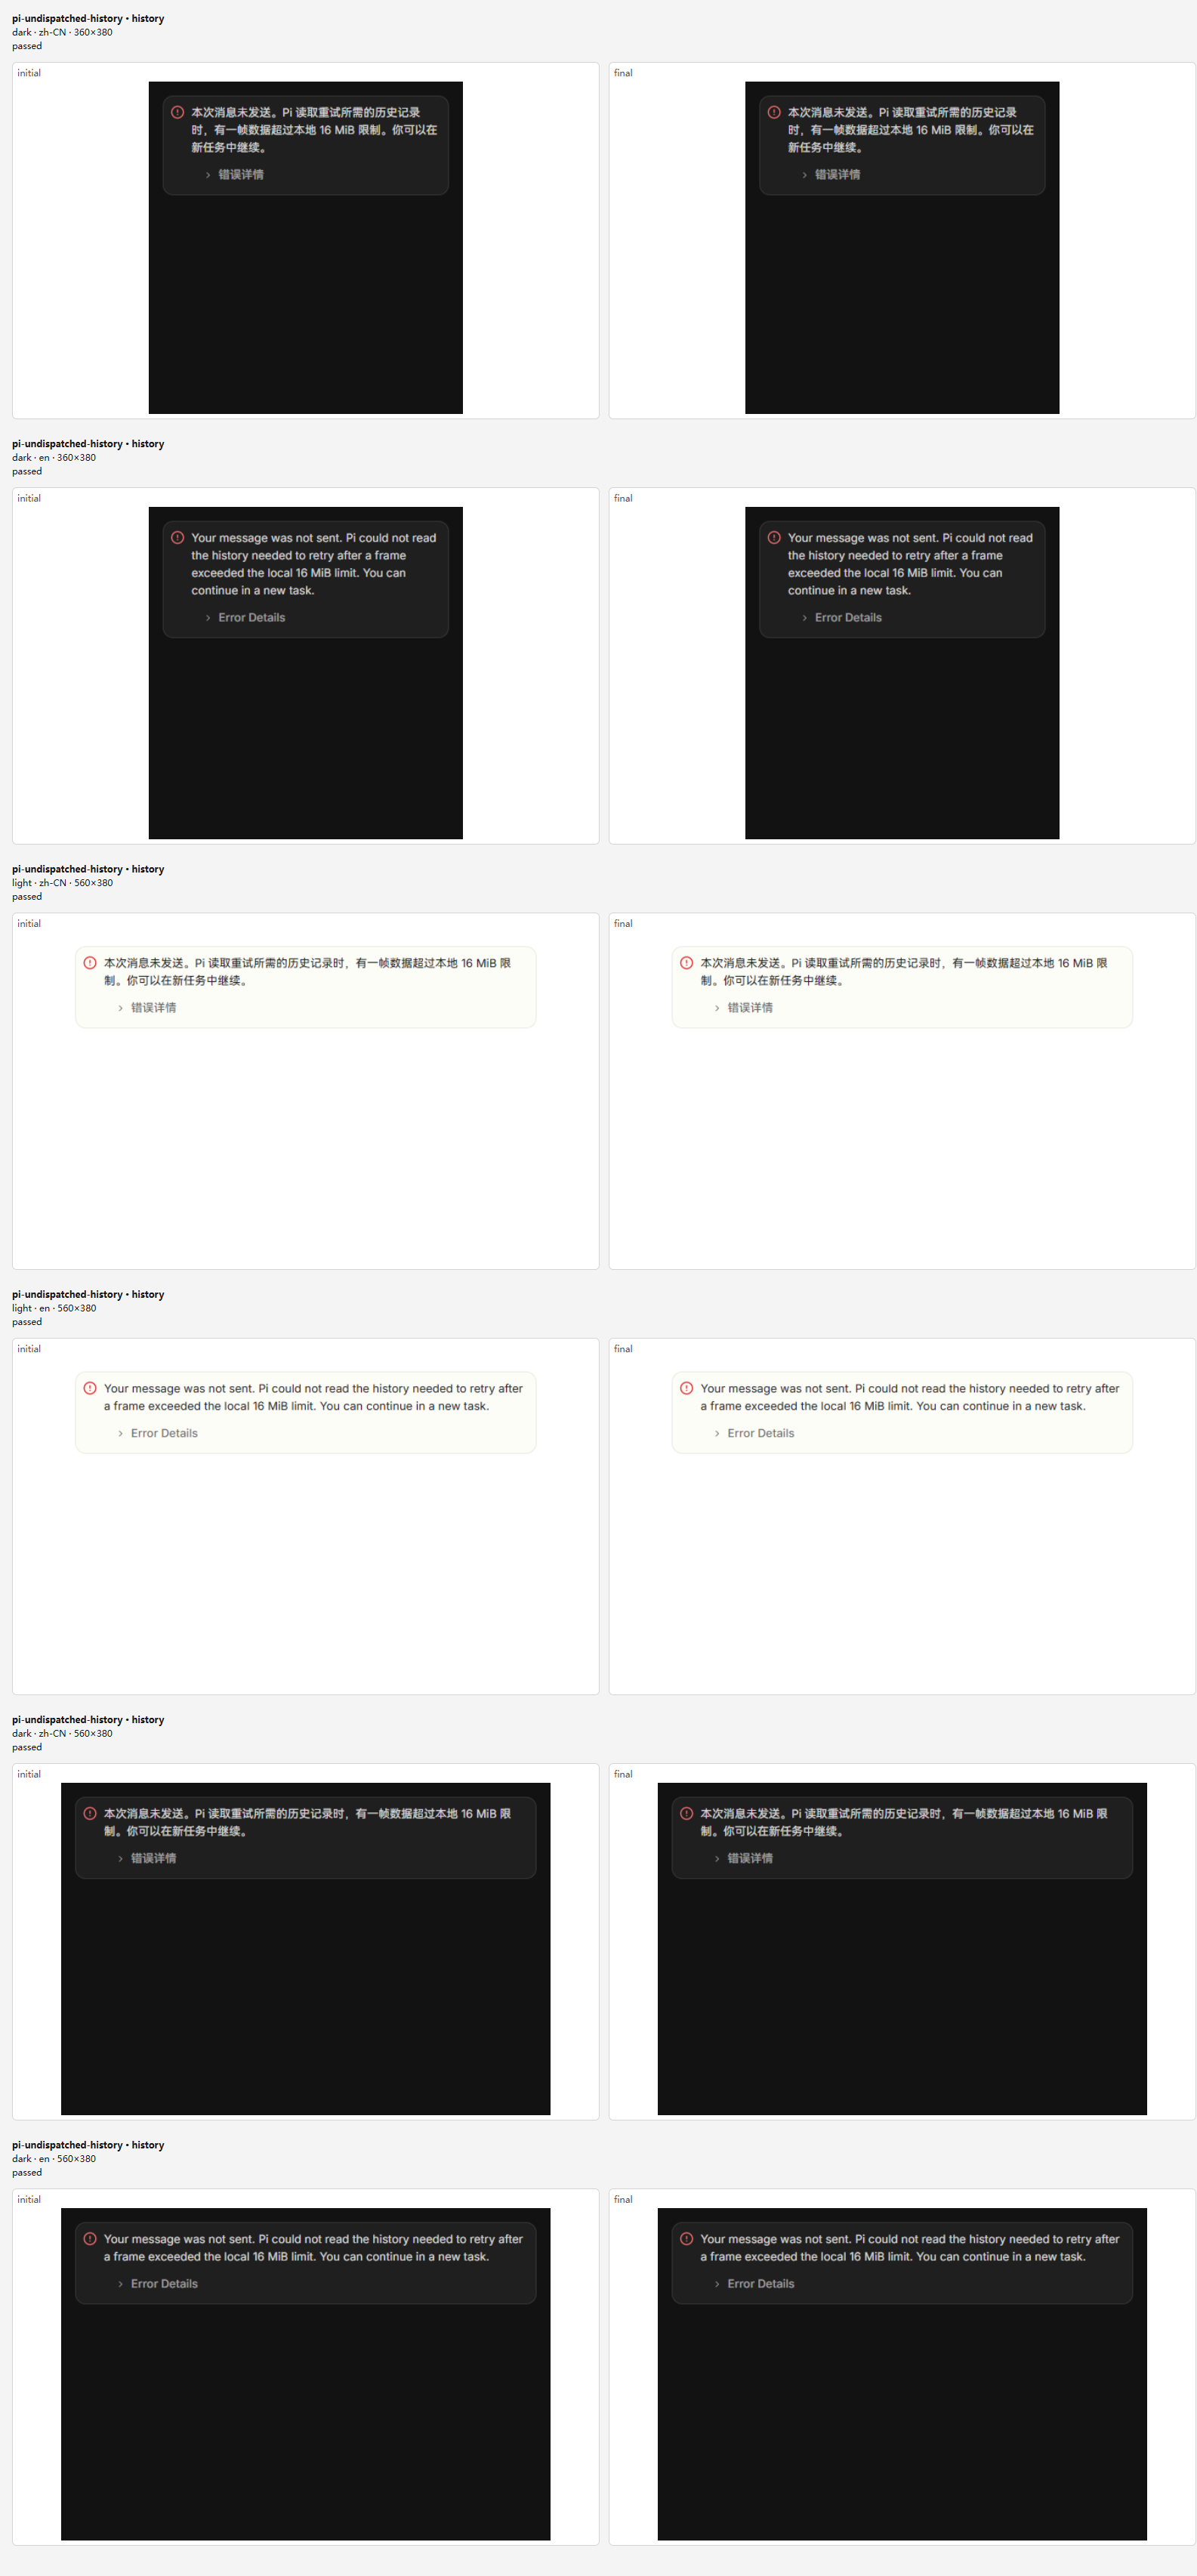 pi-undispatched-history • history
dark · zh-CN · 360×380
passed
initial
本次消息未发送。Pi 读取重试所需的历史记录
时，有一帧数据超过本地 16 MiB 限制。你可以在
新任务中继续。
错误详情
final
本次消息未发送。Pi 读取重试所需的历史记录
时，有一帧数据超过本地 16 MiB 限制。你可以在
新任务中继续。
错误详情
pi-undispatched-history • history
dark · en · 360×380
passed
initial
Your message was not sent. Pi could not read
the history needed to retry after a frame
exceeded the local 16 MiB limit. You can
continue in a new task.
Error Details
final
Your message was not sent. Pi could not read
the history needed to retry after a frame
exceeded the local 16 MiB limit. You can
continue in a new task.
Error Details
pi-undispatched-history • history
light · zh-CN · 560×380
passed
initial
本次消息未发送。Pi 读取重试所需的历史记录时，有一帧数据超过本地 16 MiB 限
制。你可以在新任务中继续。
错误详情
final
本次消息未发送。Pi 读取重试所需的历史记录时，有一帧数据超过本地 16 MiB 限
制。你可以在新任务中继续。
错误详情
pi-undispatched-history • history
light · en · 560×380
passed
initial
Your message was not sent. Pi could not read the history needed to retry after
a frame exceeded the local 16 MiB limit. You can continue in a new task.
Error Details
final
Your message was not sent. Pi could not read the history needed to retry after
a frame exceeded the local 16 MiB limit. You can continue in a new task.
Error Details
pi-undispatched-history • history
dark · zh-CN · 560×380
passed
initial
本次消息未发送。Pi 读取重试所需的历史记录时，有一帧数据超过本地 16 MiB 限
制。你可以在新任务中继续。
错误详情
final
本次消息未发送。Pi 读取重试所需的历史记录时，有一帧数据超过本地 16 MiB 限
制。你可以在新任务中继续。
错误详情
pi-undispatched-history • history
dark · en · 560×380
passed
initial
Your message was not sent. Pi could not read the history needed to retry after
a frame exceeded the local 16 MiB limit. You can continue in a new task.
Error Details
final
Your message was not sent. Pi could not read the history needed to retry after
a frame exceeded the local 16 MiB limit. You can continue in a new task.
Error Details